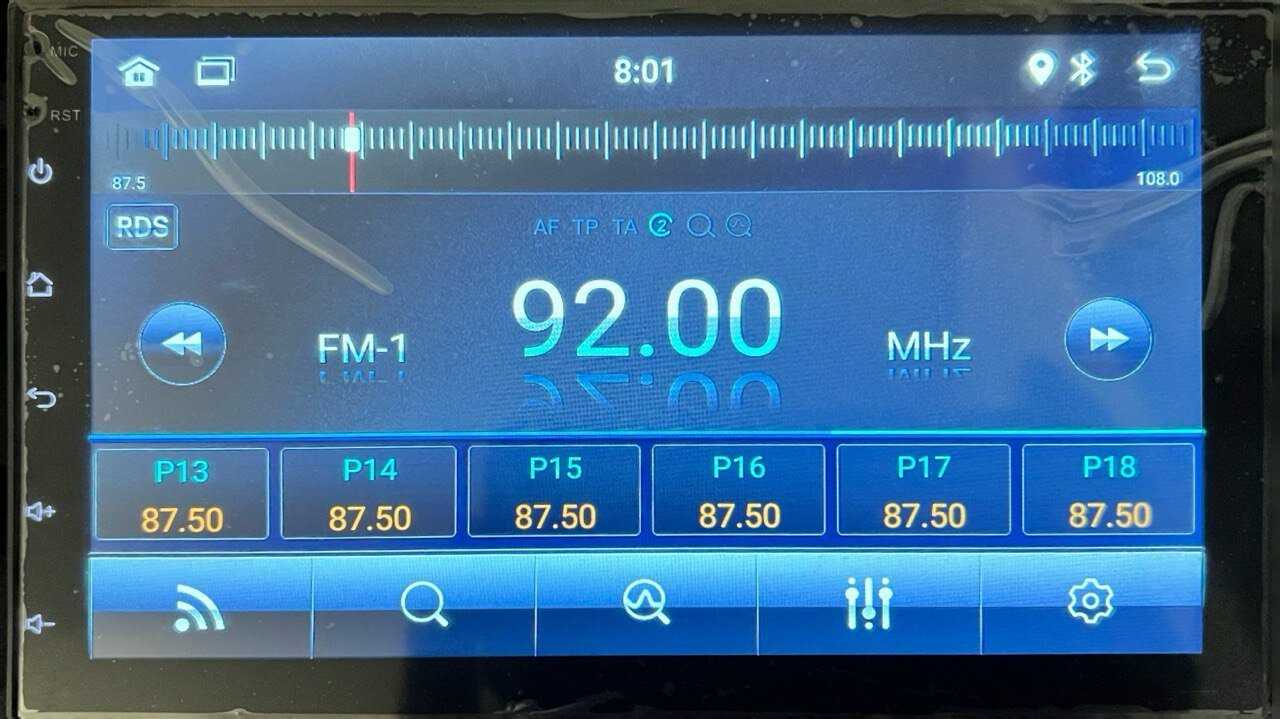 MIC
8:01
RST
87.5 108.0
RDS
AF TP TA 2
FM-1 92.00 MHz
P13 P14 P15 P16 P17 P18
87.50 87.50 87.50 87.50 87.50 87.50